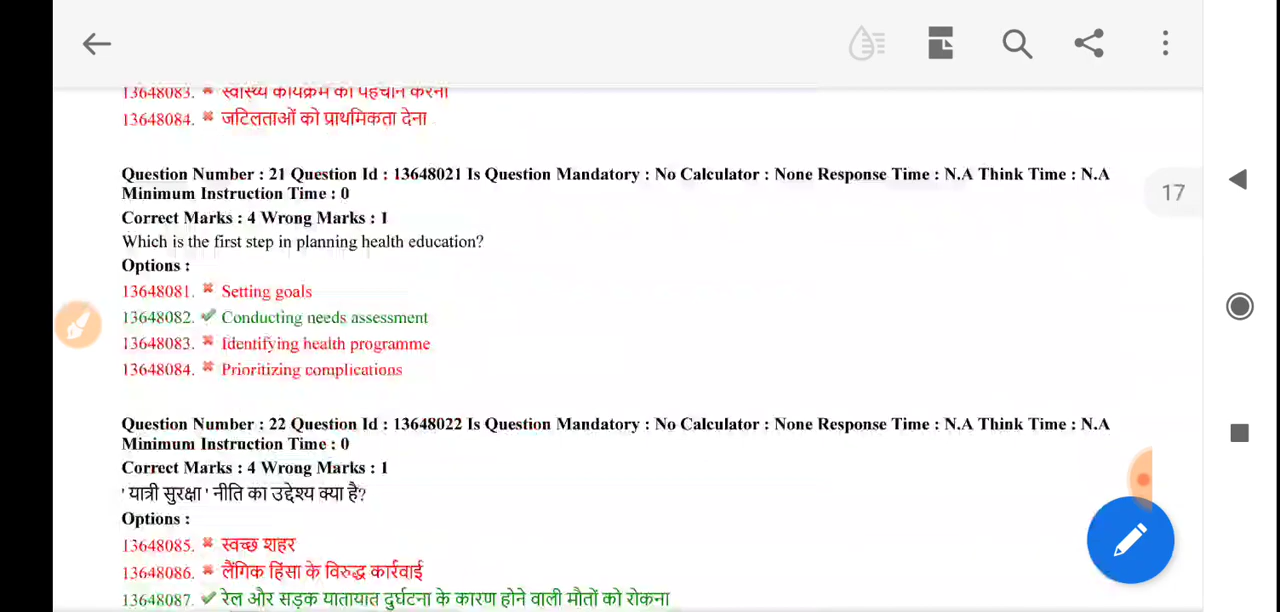 13648083. स्वास्थ्य कार्यक्रम की पहचान करना
13648084. जटिलताओं को प्राथमिकता देना
17
Question Number : 21 Question Id : 13648021 Is Question Mandatory : No Calculator : None Response Time : N.A Think Time : N.A
Minimum Instruction Time : 0
Correct Marks : 4 Wrong Marks : 1
Which is the first step in planning health education?
Options :
13648081. Setting goals
13648082. Conducting needs assessment
13648083. Identifying health programme
13648084. Prioritizing complications
Question Number : 22 Question Id : 13648022 Is Question Mandatory : No Calculator : None Response Time : N.A Think Time : N.A
Minimum Instruction Time : 0
Correct Marks : 4 Wrong Marks : 1
' यात्री सुरक्षा ' नीति का उद्देश्य क्या है?
Options :
13648085. स्वच्छ शहर
13648086. लैंगिक हिंसा के विरुद्ध कार्रवाई
13648087. रेल और सड़क यातायात दुर्घटना के कारण होने वाली मौतों को रोकना